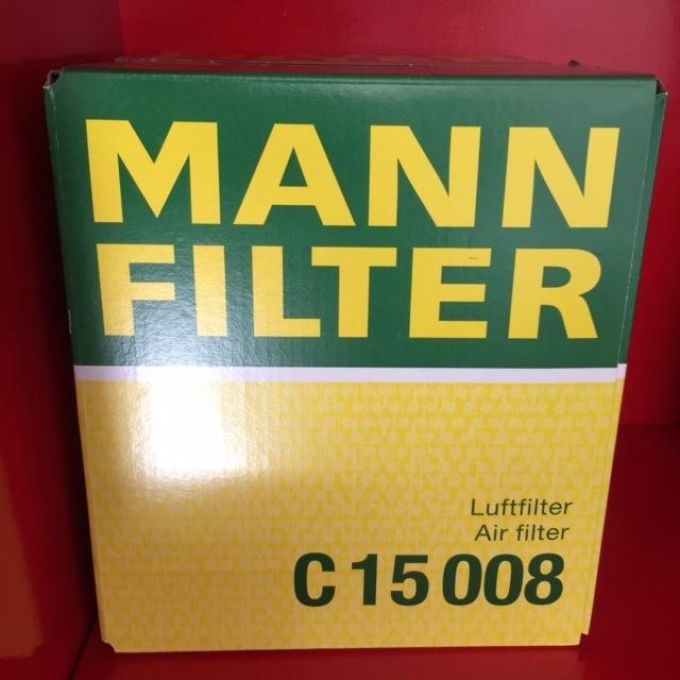 MANN
FILTER
Luftfilter
Air filter
C 15 008